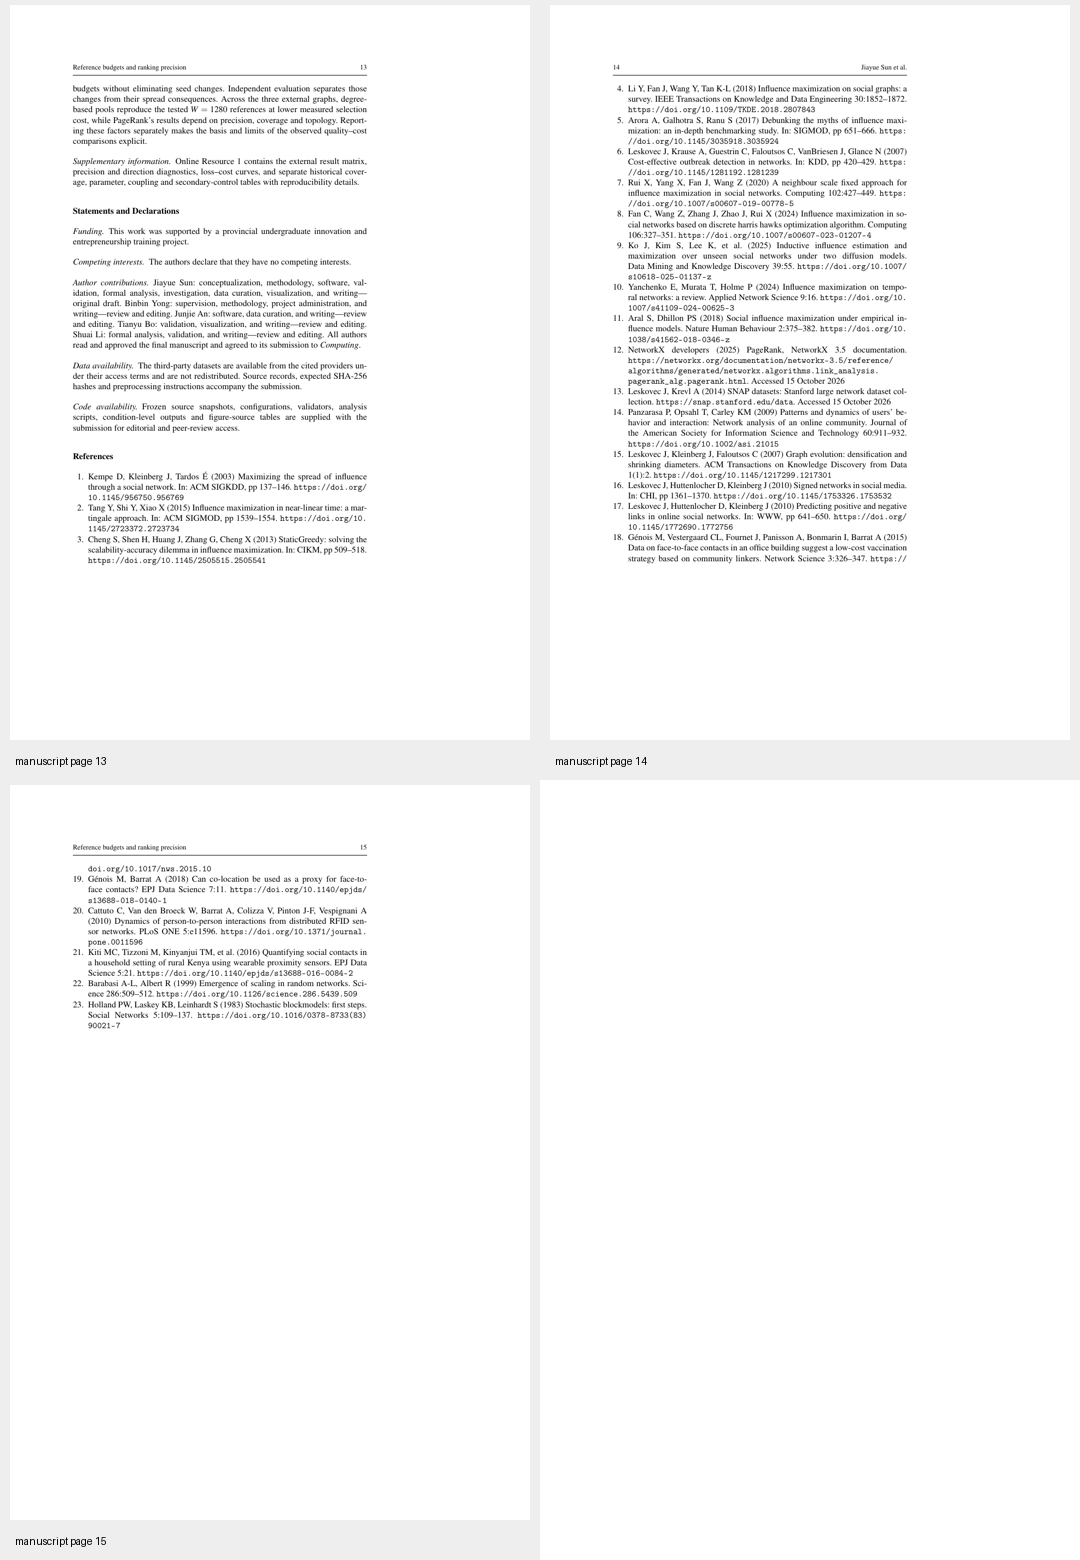 Reference budgets and ranking precision 13
budgets without eliminating seed changes. Independent evaluation separates those
changes from their spread consequences. Across the three external graphs, degree-
based pools reproduce the tested W = 1280 references at lower measured selection
cost, while PageRank's results depend on precision, coverage and topology. Report-
ing these factors separately makes the basis and limits of the observed quality–cost
comparisons explicit.
Supplementary information. Online Resource 1 contains the external result matrix,
precision and direction diagnostics, loss–cost curves, and separate historical cover-
age, parameter, coupling and secondary-control tables with reproducibility details.
Statements and Declarations
Funding. This work was supported by a provincial undergraduate innovation and
entrepreneurship training project.
Competing interests. The authors declare that they have no competing interests.
Author contributions. Jiayue Sun: conceptualization, methodology, software, val-
idation, formal analysis, investigation, data curation, visualization, and writing—
original draft. Binbin Yong: supervision, methodology, project administration, and
writing—review and editing. Junjie An: software, data curation, and writing—review
and editing. Tianyu Bo: validation, visualization, and writing—review and editing.
Shuai Li: formal analysis, validation, and writing—review and editing. All authors
read and approved the final manuscript and agreed to its submission to Computing.
Data availability. The third-party datasets are available from the cited providers un-
der their access terms and are not redistributed. Source records, expected SHA-256
hashes and preprocessing instructions accompany the submission.
Code availability. Frozen source snapshots, configurations, validators, analysis
scripts, condition-level outputs and figure-source tables are supplied with the
submission for editorial and peer-review access.
References
1. Kempe D, Kleinberg J, Tardos É (2003) Maximizing the spread of influence
through a social network. In: ACM SIGKDD, pp 137–146. https://doi.org/
10.1145/956750.956769
2. Tang Y, Shi Y, Xiao X (2015) Influence maximization in near-linear time: a mar-
tingale approach. In: ACM SIGMOD, pp 1539–1554. https://doi.org/10.
1145/2723372.2723734
3. Cheng S, Shen H, Huang J, Zhang G, Cheng X (2013) StaticGreedy: solving the
scalability-accuracy dilemma in influence maximization. In: CIKM, pp 509–518.
https://doi.org/10.1145/2505515.2505541
manuscript page 13
14 Jiayue Sun et al.
4. Li Y, Fan J, Wang Y, Tan K-L (2018) Influence maximization on social graphs: a
survey. IEEE Transactions on Knowledge and Data Engineering 30:1852–1872.
https://doi.org/10.1109/TKDE.2018.2807843
5. Arora A, Galhotra S, Ranu S (2017) Debunking the myths of influence maxi-
mization: an in-depth benchmarking study. In: SIGMOD, pp 651–666. https:
//doi.org/10.1145/3035918.3035924
6. Leskovec J, Krause A, Guestrin C, Faloutsos C, VanBriesen J, Glance N (2007)
Cost-effective outbreak detection in networks. In: KDD, pp 420–429. https:
//doi.org/10.1145/1281192.1281239
7. Rui X, Yang X, Fan J, Wang Z (2020) A neighbour scale fixed approach for
influence maximization in social networks. Computing 102:427–449. https:
//doi.org/10.1007/s00607-019-00778-5
8. Fan C, Wang Z, Zhang J, Zhao J, Rui X (2024) Influence maximization in so-
cial networks based on discrete harris hawks optimization algorithm. Computing
106:327–351. https://doi.org/10.1007/s00607-023-01207-4
9. Ko J, Kim S, Lee K, et al. (2025) Inductive influence estimation and
maximization over unseen social networks under two diffusion models.
Data Mining and Knowledge Discovery 39:55. https://doi.org/10.1007/
s10618-025-01137-z
10. Yanchenko E, Murata T, Holme P (2024) Influence maximization on tempo-
ral networks: a review. Applied Network Science 9:16. https://doi.org/10.
1007/s41109-024-00625-3
11. Aral S, Dhillon PS (2018) Social influence maximization under empirical in-
fluence models. Nature Human Behaviour 2:375–382. https://doi.org/10.
1038/s41562-018-0346-z
12. NetworkX developers (2025) PageRank, NetworkX 3.5 documentation.
https://networkx.org/documentation/networkx-3.5/reference/
algorithms/generated/networkx.algorithms.link_analysis.
pagerank_alg.pagerank.html. Accessed 15 October 2026
13. Leskovec J, Krevl A (2014) SNAP datasets: Stanford large network dataset col-
lection. https://snap.stanford.edu/data. Accessed 15 October 2026
14. Panzarasa P, Opsahl T, Carley KM (2009) Patterns and dynamics of users' be-
havior and interaction: Network analysis of an online community. Journal of
the American Society for Information Science and Technology 60:911–932.
https://doi.org/10.1002/asi.21015
15. Leskovec J, Kleinberg J, Faloutsos C (2007) Graph evolution: densification and
shrinking diameters. ACM Transactions on Knowledge Discovery from Data
1(1):2. https://doi.org/10.1145/1217299.1217301
16. Leskovec J, Huttenlocher D, Kleinberg J (2010) Signed networks in social media.
In: CHI, pp 1361–1370. https://doi.org/10.1145/1753326.1753532
17. Leskovec J, Huttenlocher D, Kleinberg J (2010) Predicting positive and negative
links in online social networks. In: WWW, pp 641–650. https://doi.org/
10.1145/1772690.1772756
18. Génois M, Vestergaard CL, Fournet J, Panisson A, Bonmarin I, Barrat A (2015)
Data on face-to-face contacts in an office building suggest a low-cost vaccination
strategy based on community linkers. Network Science 3:326–347. https://
manuscript page 14
Reference budgets and ranking precision 15
doi.org/10.1017/nws.2015.10
19. Génois M, Barrat A (2018) Can co-location be used as a proxy for face-to-
face contacts? EPJ Data Science 7:11. https://doi.org/10.1140/epjds/
s13688-018-0140-1
20. Cattuto C, Van den Broeck W, Barrat A, Colizza V, Pinton J-F, Vespignani A
(2010) Dynamics of person-to-person interactions from distributed RFID sen-
sor networks. PLoS ONE 5:e11596. https://doi.org/10.1371/journal.
pone.0011596
21. Kiti MC, Tizzoni M, Kinyanjui TM, et al. (2016) Quantifying social contacts in
a household setting of rural Kenya using wearable proximity sensors. EPJ Data
Science 5:21. https://doi.org/10.1140/epjds/s13688-016-0084-2
22. Barabasi A-L, Albert R (1999) Emergence of scaling in random networks. Sci-
ence 286:509–512. https://doi.org/10.1126/science.286.5439.509
23. Holland PW, Laskey KB, Leinhardt S (1983) Stochastic blockmodels: first steps.
Social Networks 5:109–137. https://doi.org/10.1016/0378-8733(83)
90021-7
manuscript page 15